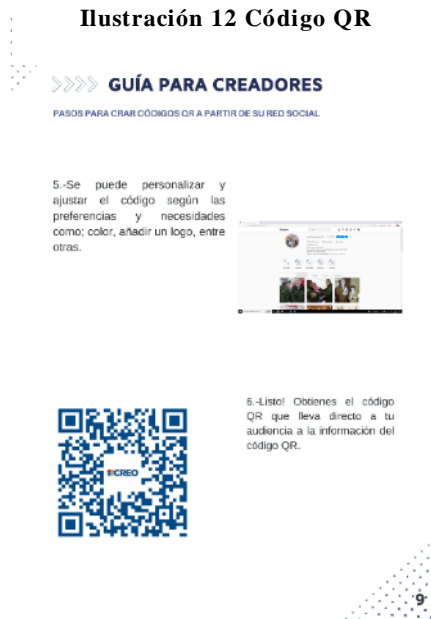 Ilustración 12 Código QR
GUÍA PARA CREADORES
PASOS PARA CRAR CÓDIGOS QR A PARTIR DE SU RED SOCIAL
5.-Se puede personalizar y
ajustar el código según las
preferencias y necesidades
como; color, añadir un logo, entre
otras.
6.-Listo! Obtienes el código
QR que lleva directo a tu
audiencia a la información del
código QR.
CREO
9